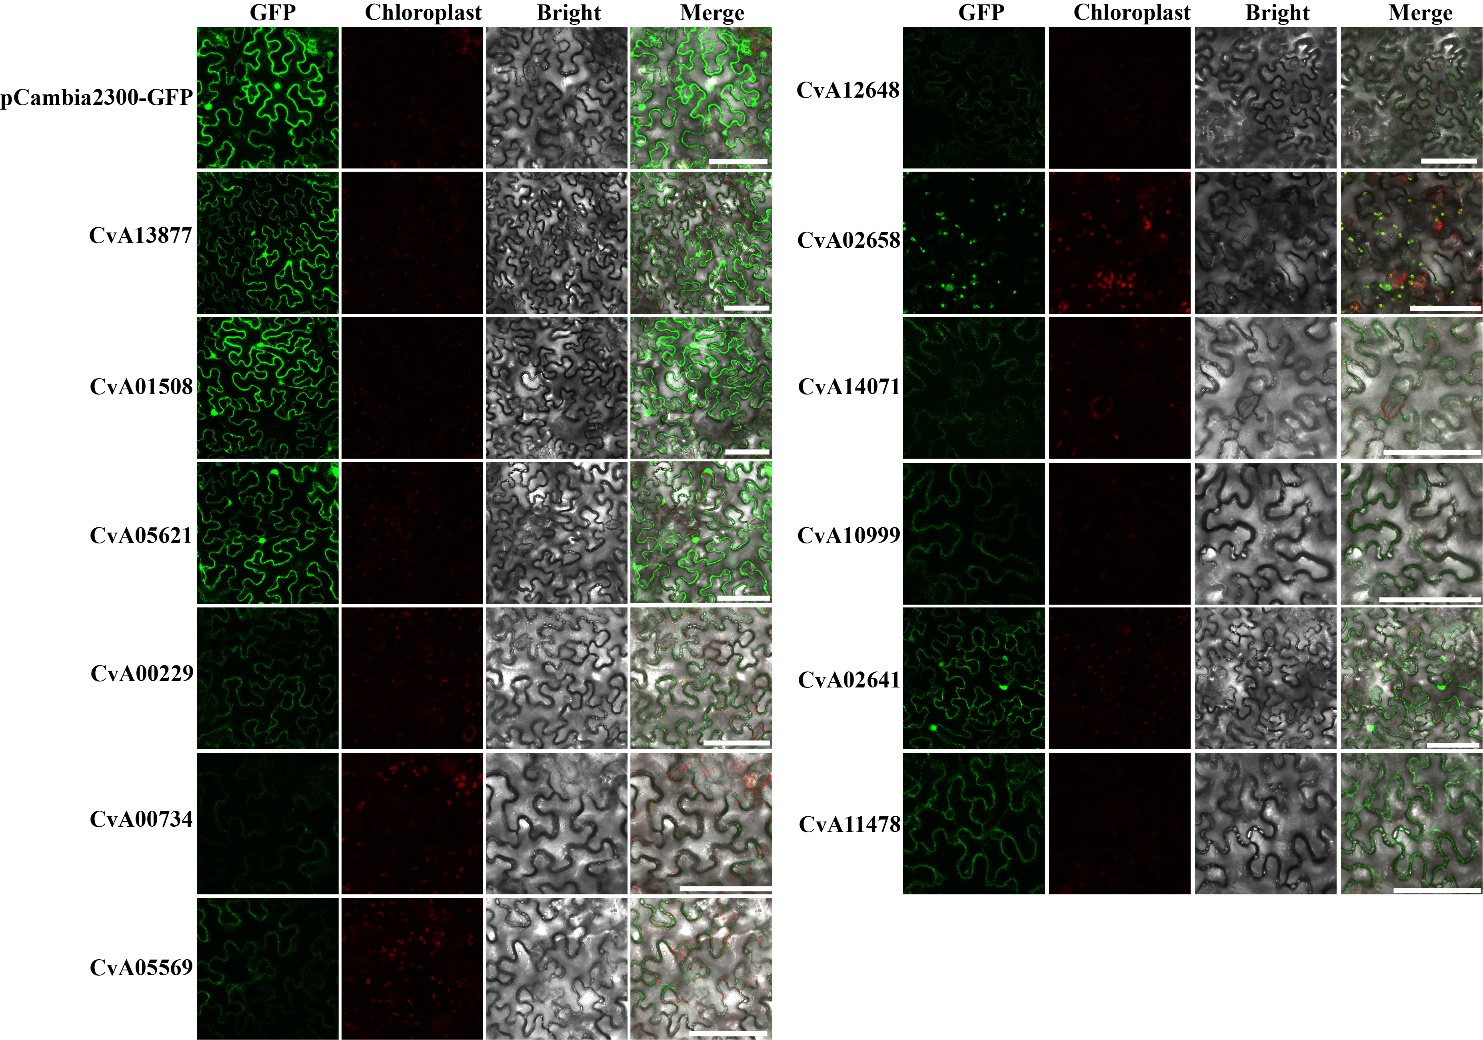 GFP Chloroplast Bright Merge
pCambia2300-GFP
CvA13877
CvA01508
CvA05621
CvA00229
CvA00734
CvA05569
GFP Chloroplast Bright Merge
CvA12648
CvA02658
CvA14071
CvA10999
CvA02641
CvA11478